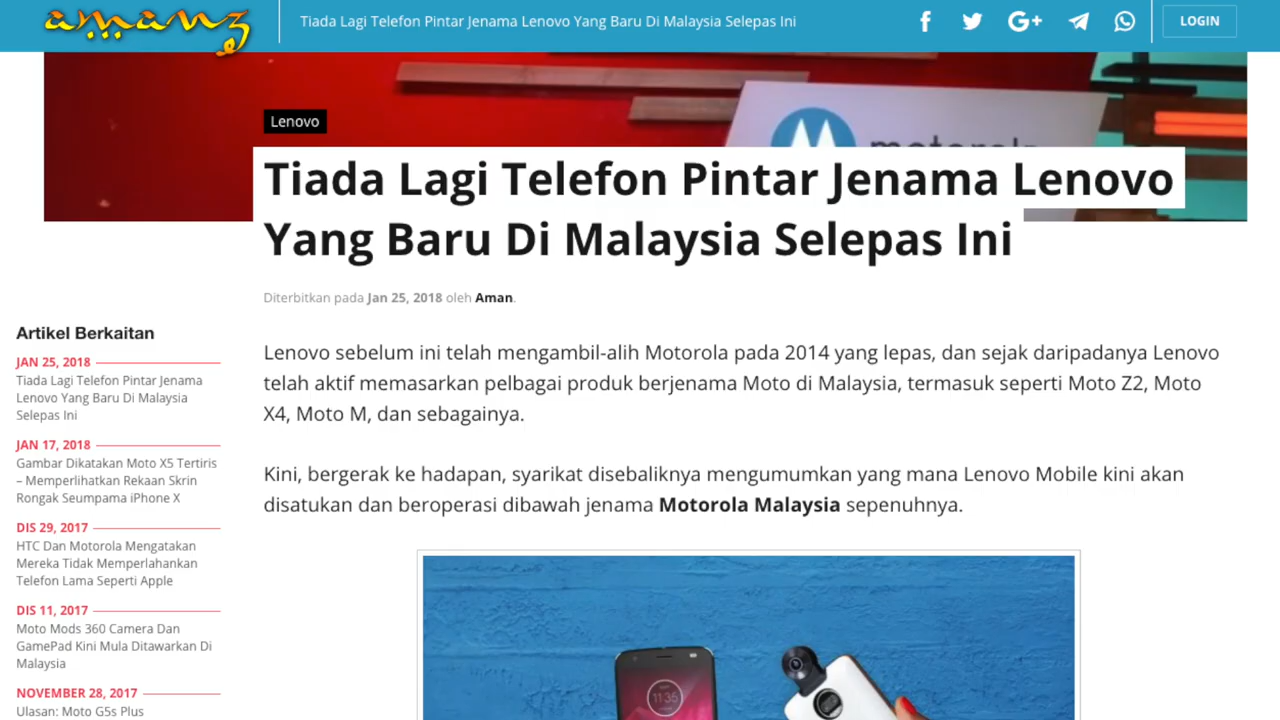 amanz
Tiada Lagi Telefon Pintar Jenama Lenovo Yang Baru Di Malaysia Selepas Ini
LOGIN
Lenovo
motorola
Tiada Lagi Telefon Pintar Jenama Lenovo
Yang Baru Di Malaysia Selepas Ini
Diterbitkan pada Jan 25, 2018 oleh Aman.
Lenovo sebelum ini telah mengambil-alih Motorola pada 2014 yang lepas, dan sejak daripadanya Lenovo
telah aktif memasarkan pelbagai produk berjenama Moto di Malaysia, termasuk seperti Moto Z2, Moto
X4, Moto M, dan sebagainya.
Kini, bergerak ke hadapan, syarikat disebaliknya mengumumkan yang mana Lenovo Mobile kini akan
disatukan dan beroperasi dibawah jenama Motorola Malaysia sepenuhnya.
11:35
Artikel Berkaitan
JAN 25, 2018
Tiada Lagi Telefon Pintar Jenama
Lenovo Yang Baru Di Malaysia
Selepas Ini
JAN 17, 2018
Gambar Dikatakan Moto X5 Tertiris
– Memperlihatkan Rekaan Skrin
Rongak Seumpama iPhone X
DIS 29, 2017
HTC Dan Motorola Mengatakan
Mereka Tidak Memperlahankan
Telefon Lama Seperti Apple
DIS 11, 2017
Moto Mods 360 Camera Dan
GamePad Kini Mula Ditawarkan Di
Malaysia
NOVEMBER 28, 2017
Ulasan: Moto G5s Plus